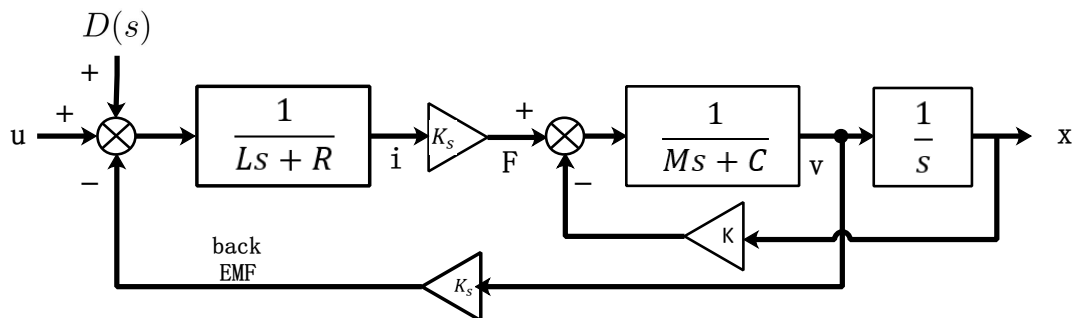 D(s)
+
u
+
−
1
Ls + R
i
K_s
+
F
−
1
Ms + C
v
1
s
x
K
back
EMF
K_s